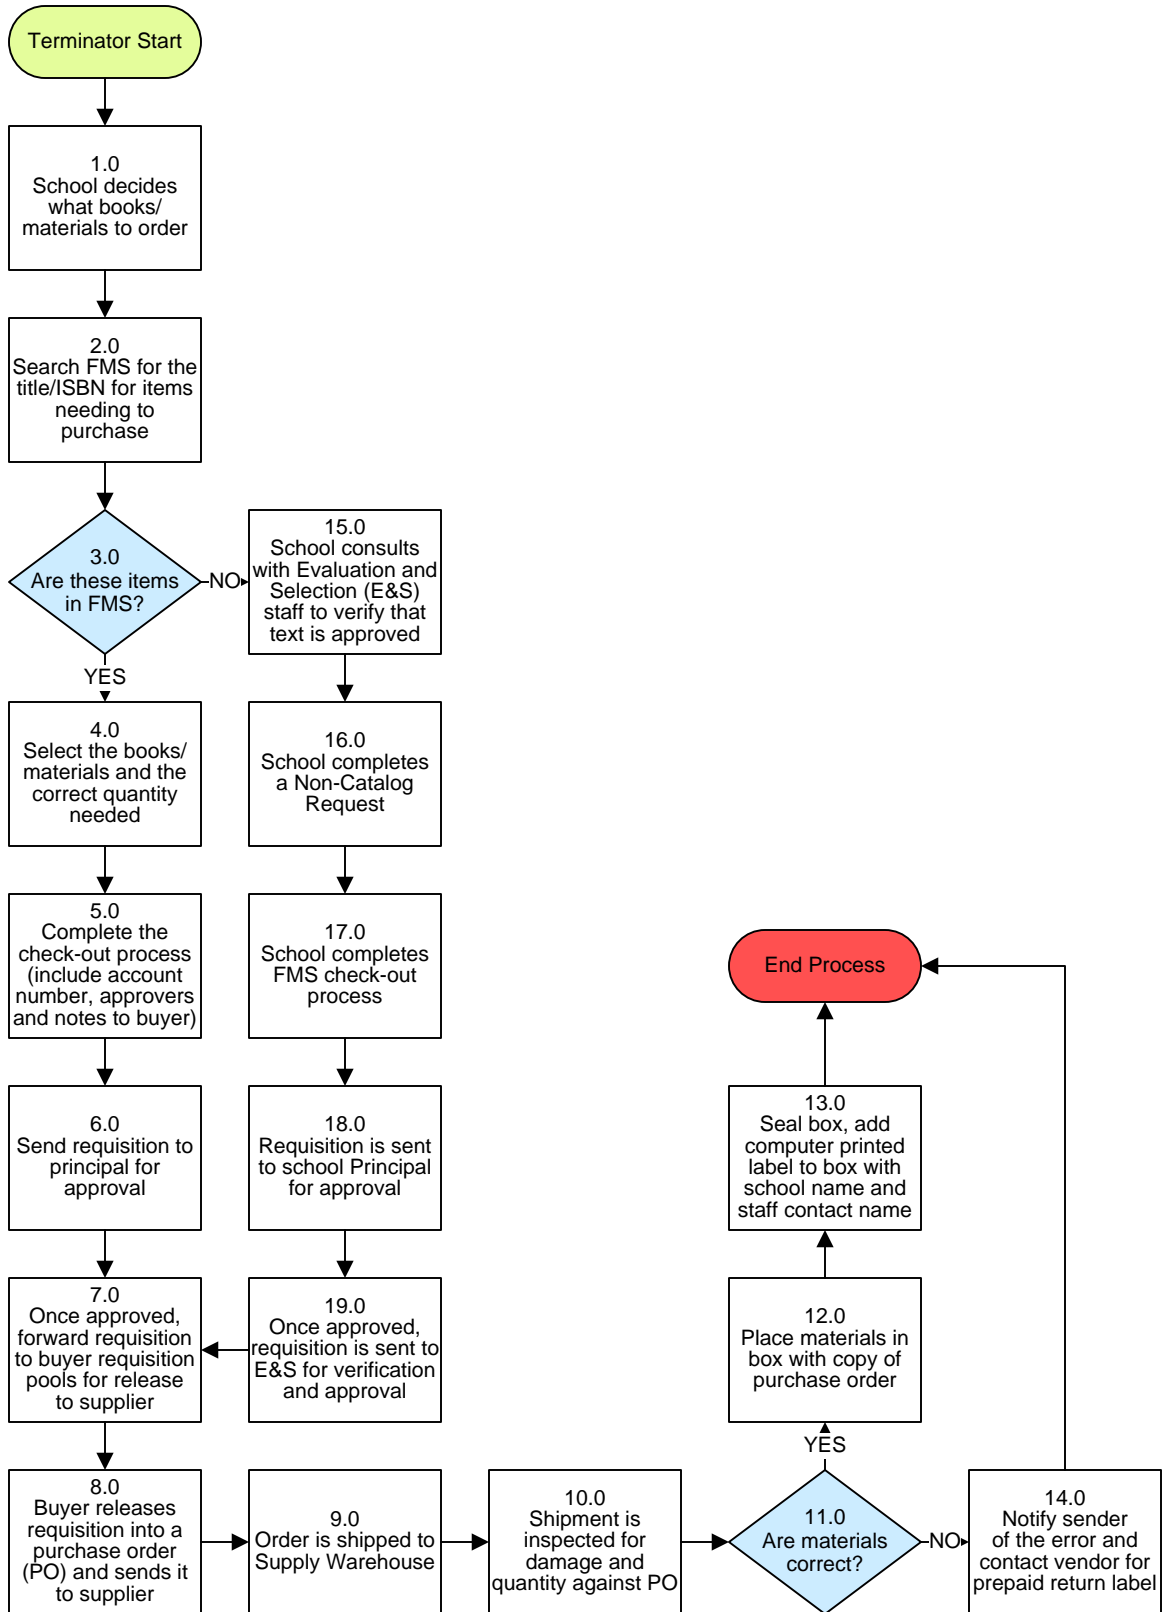 Terminator Start
1.0
School decides
what books/
materials to order
2.0
Search FMS for the
title/ISBN for items
needing to
purchase
3.0
Are these items
in FMS?
NO
YES
15.0
School consults
with Evaluation and
Selection (E&S)
staff to verify that
text is approved
4.0
Select the books/
materials and the
correct quantity
needed
16.0
School completes
a Non-Catalog
Request
5.0
Complete the
check-out process
(include account
number, approvers
and notes to buyer)
17.0
School completes
FMS check-out
process
End Process
6.0
Send requisition to
principal for
approval
18.0
Requisition is sent
to school Principal
for approval
13.0
Seal box, add
computer printed
label to box with
school name and
staff contact name
7.0
Once approved,
forward requisition
to buyer requisition
pools for release
to supplier
19.0
Once approved,
requisition is sent to
E&S for verification
and approval
12.0
Place materials in
box with copy of
purchase order
YES
8.0
Buyer releases
requisition into a
purchase order
(PO) and sends it
to supplier
9.0
Order is shipped to
Supply Warehouse
10.0
Shipment is
inspected for
damage and
quantity against PO
11.0
Are materials
correct?
NO
14.0
Notify sender
of the error and
contact vendor for
prepaid return label